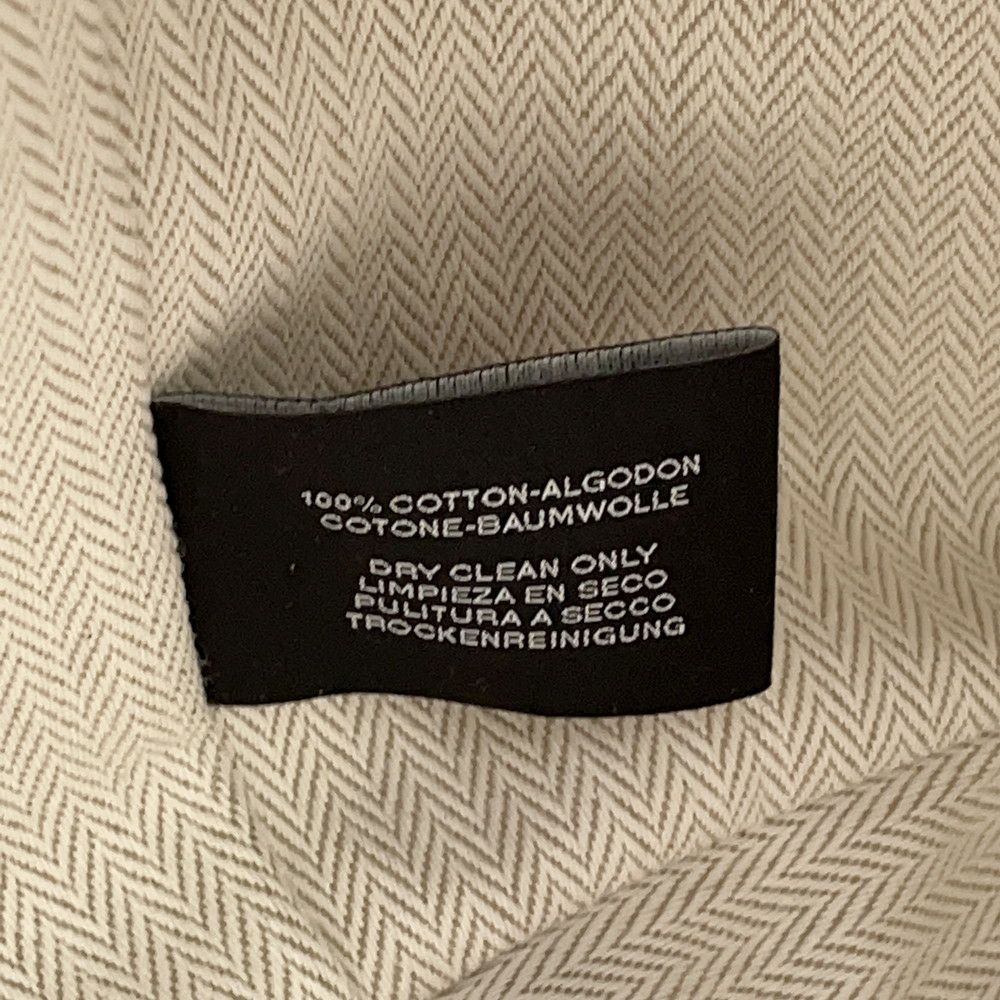 100% COTTON-ALGODON
COTONE-BAUMWOLLE
DRY CLEAN ONLY
LIMPIEZA EN SECO
PULITURA A SECCO
TROCKENREINIGUNG